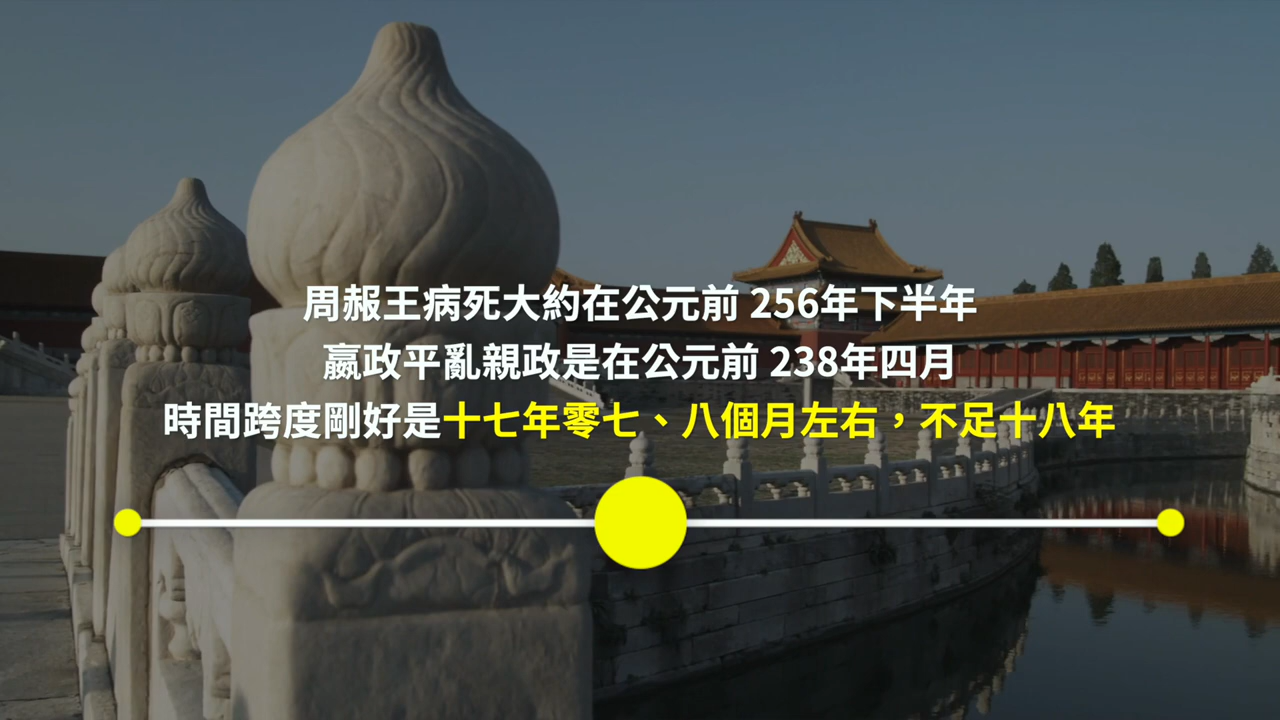 周赧王病死大約在公元前 256年下半年
嬴政平亂親政是在公元前 238年四月
時間跨度剛好是十七年零七、八個月左右，不足十八年